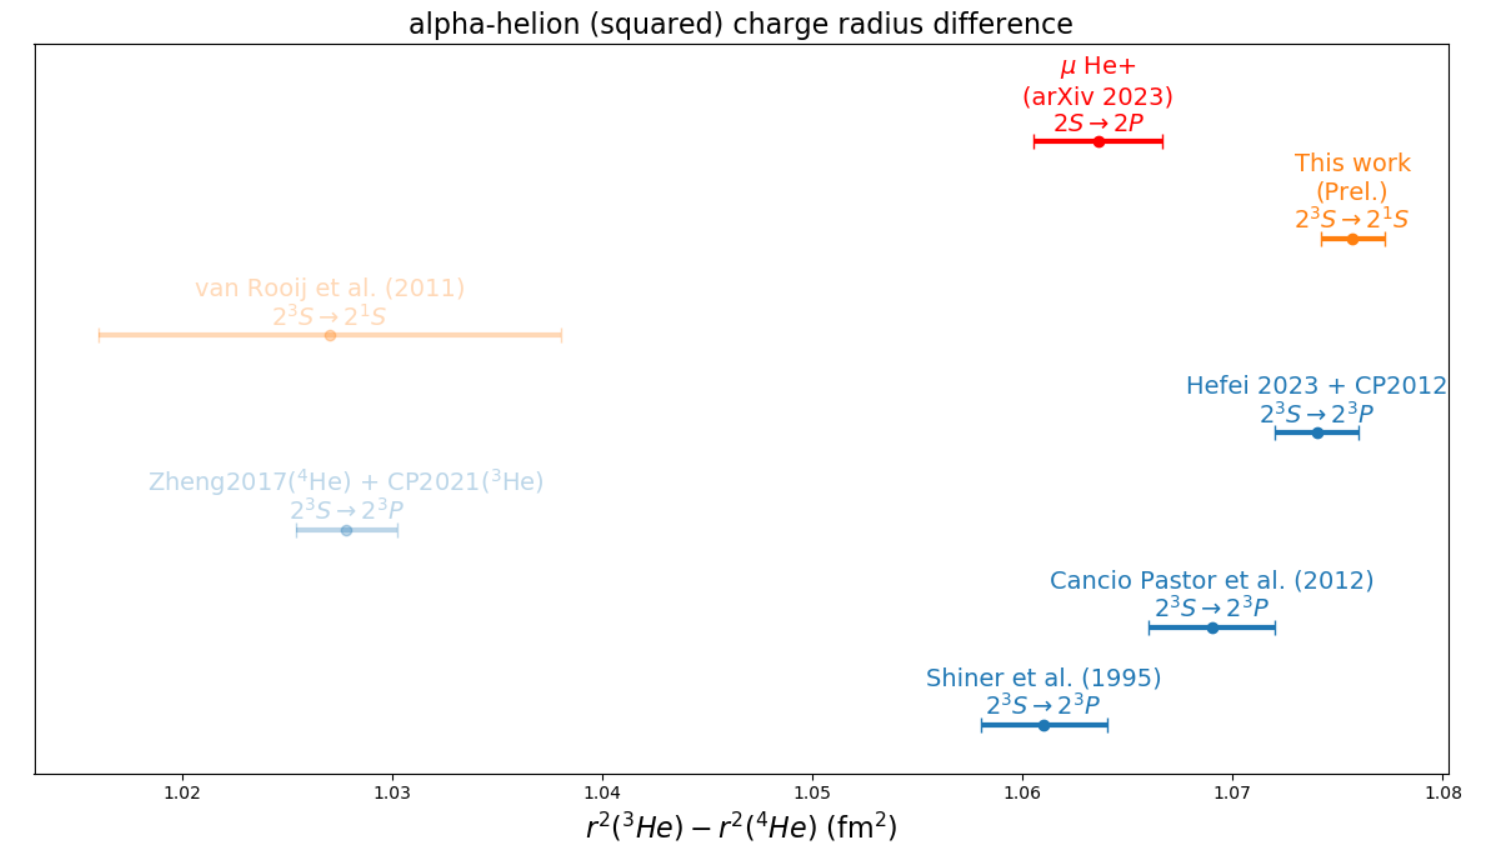 alpha-helion (squared) charge radius difference
μ He+
(arXiv 2023)
2S → 2P
This work
(Prel.)
2³S → 2¹S
van Rooij et al. (2011)
2³S → 2¹S
Hefei 2023 + CP2012
2³S → 2³P
Zheng2017(⁴He) + CP2021(³He)
2³S → 2³P
Cancio Pastor et al. (2012)
2³S → 2³P
Shiner et al. (1995)
2³S → 2³P
1.02 1.03 1.04 1.05 1.06 1.07 1.08
r²(³He) − r²(⁴He) (fm²)